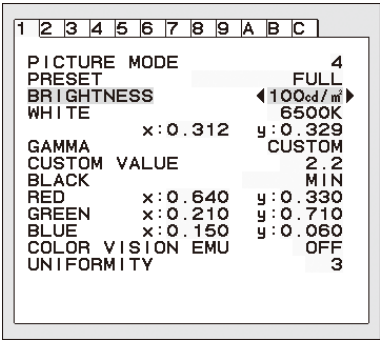 1 2 3 4 5 6 7 8 9 A B C
PICTURE MODE 4
PRESET FULL
BRIGHTNESS ◀100cd/㎡▶
WHITE 6500K
x:0.312 y:0.329
GAMMA CUSTOM
CUSTOM VALUE 2.2
BLACK MIN
RED x:0.640 y:0.330
GREEN x:0.210 y:0.710
BLUE x:0.150 y:0.060
COLOR VISION EMU OFF
UNIFORMITY 3